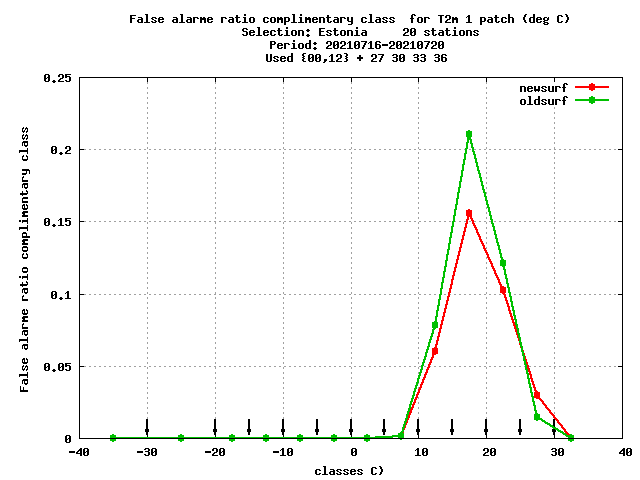 False alarme ratio complimentary class  for T2m 1 patch (deg C)
Selection: Estonia     20 stations
Period: 20210716-20210720
Used {00,12} + 27 30 33 36
newsurf
oldsurf
False alarme ratio complimentary class
0.25
0.2
0.15
0.1
0.05
0
-40 -30 -20 -10 0 10 20 30 40
classes C)